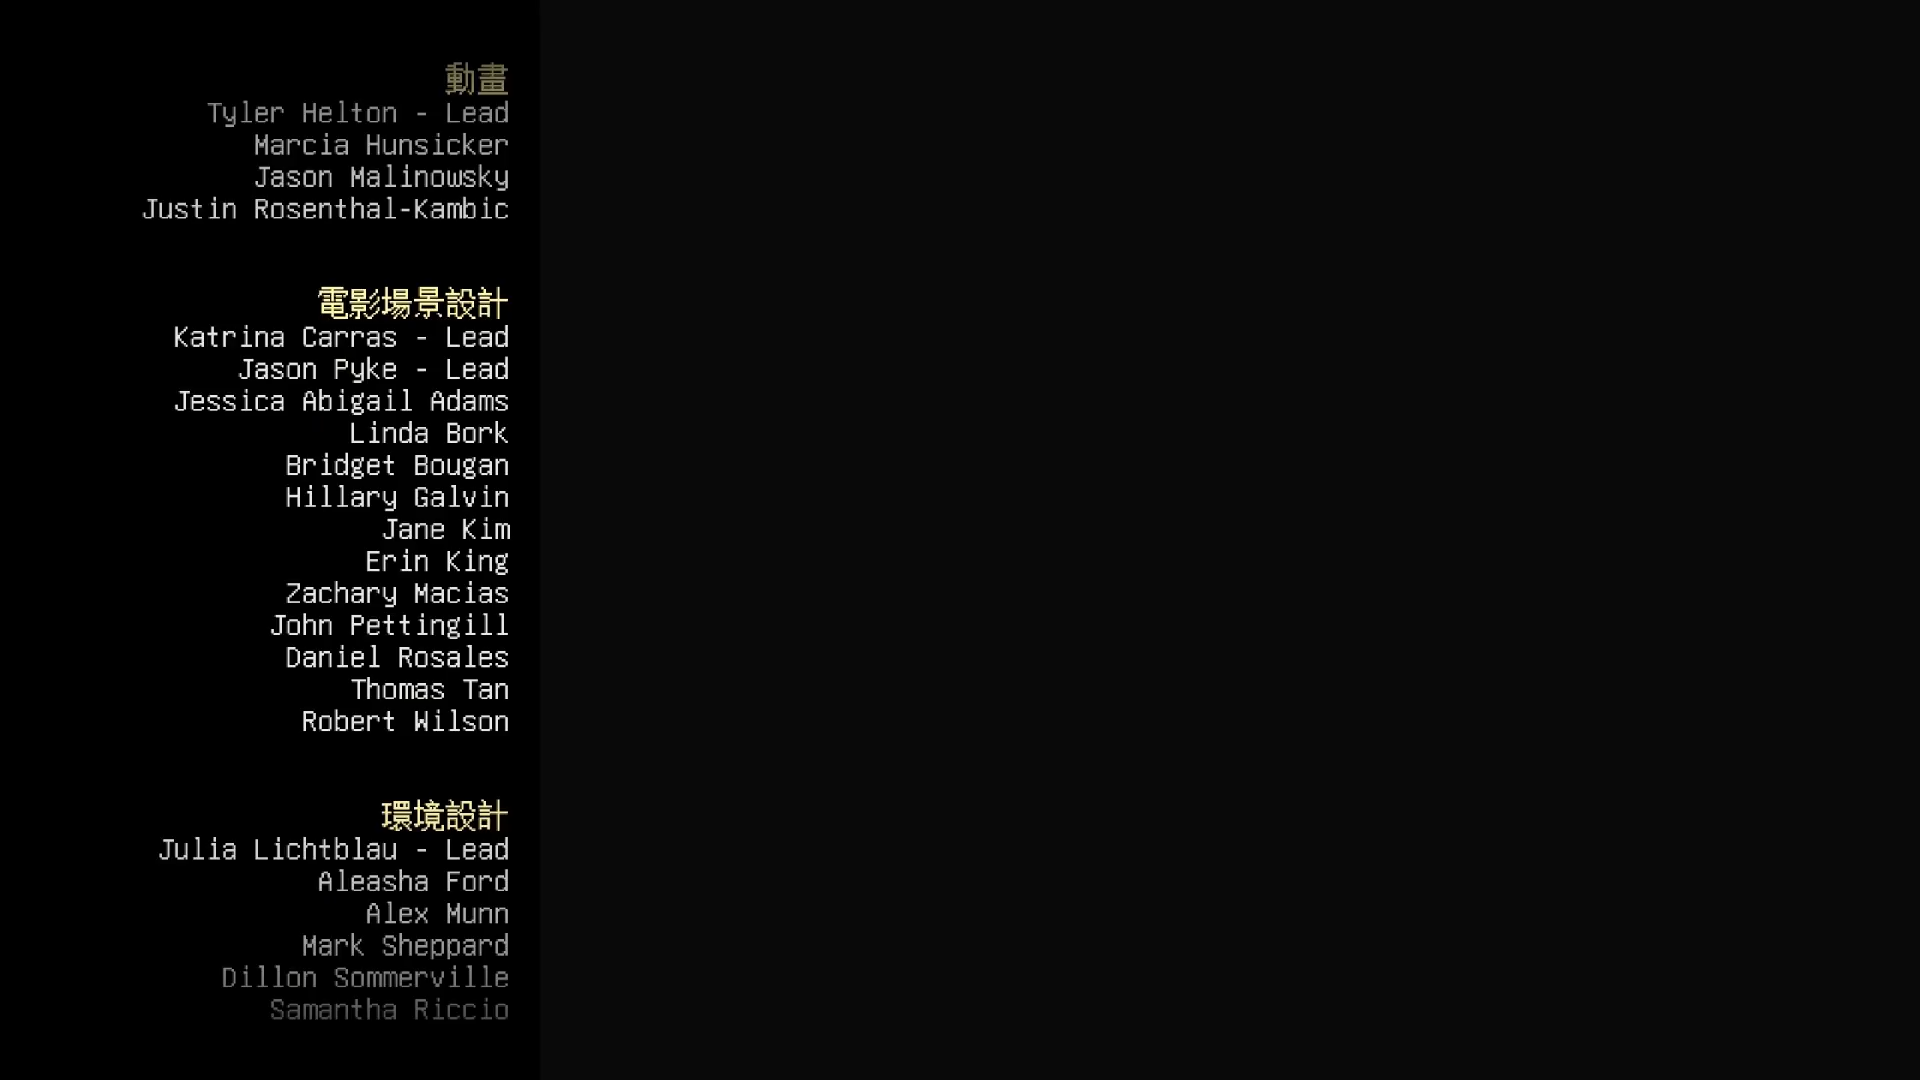 動畫
Tyler Helton - Lead
Marcia Hunsicker
Jason Malinowsky
Justin Rosenthal-Kambic
電影場景設計
Katrina Carras - Lead
Jason Pyke - Lead
Jessica Abigail Adams
Linda Bork
Bridget Bougan
Hillary Galvin
Jane Kim
Erin King
Zachary Macias
John Pettingill
Daniel Rosales
Thomas Tan
Robert Wilson
環境設計
Julia Lichtblau - Lead
Aleasha Ford
Alex Munn
Mark Sheppard
Dillon Sommerville
Samantha Riccio